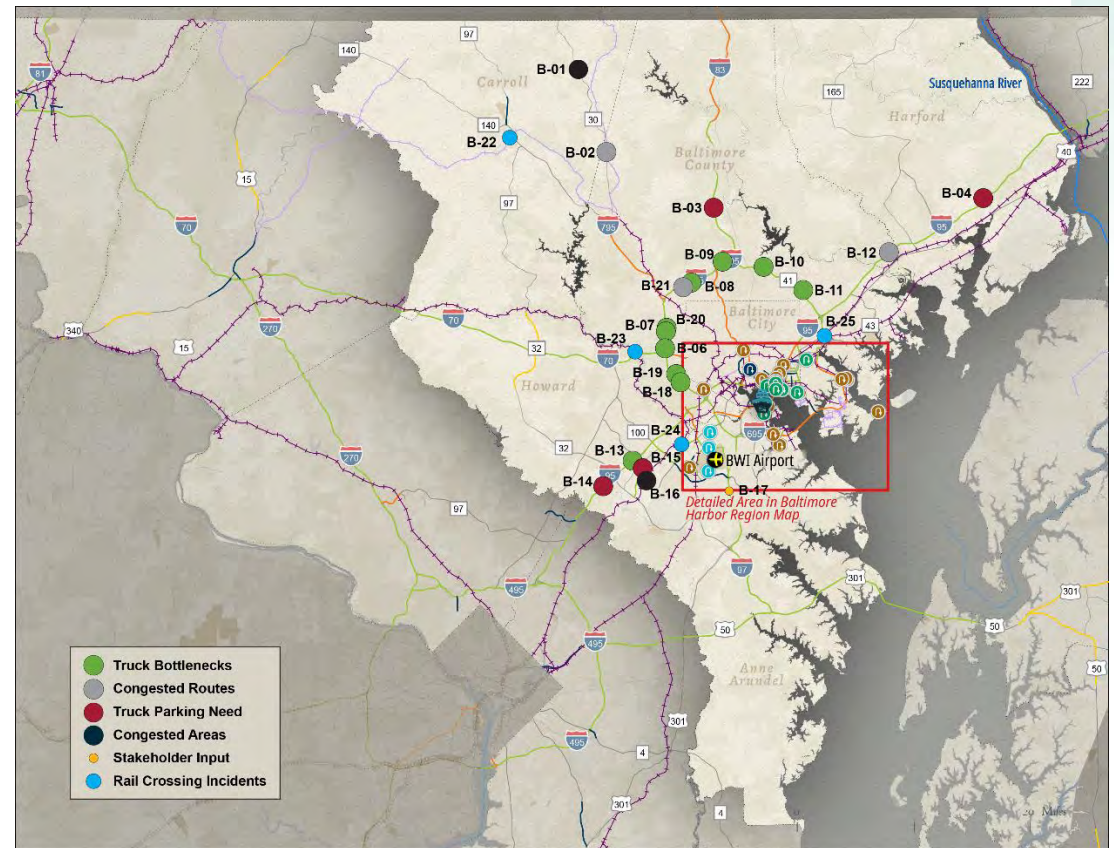 97
140
81
83
222
Susquehanna River
B-01
Carroll
165
Harford
30
140
B-22
40
B-02
Baltimore
County
15
B-04
97
B-03
70
795
95
B-12
B-09
B-10
41
B-08
B-21
B-11
Baltimore
City
B-07
B-20
95
B-25
43
70
340
270
15
32
B-23
B-06
70
B-19
Howard
B-18
100
B-24
695
32
B-13
B-15
BWI Airport
95
B-14
B-16
B-17
Detailed Area in Baltimore
Harbor Region Map
270
97
97
301
495
301
50
50
495
50
Anne
Arundel
301
495
4
301
4
20 Miles
Truck Bottlenecks
Congested Routes
Truck Parking Need
Congested Areas
Stakeholder Input
Rail Crossing Incidents